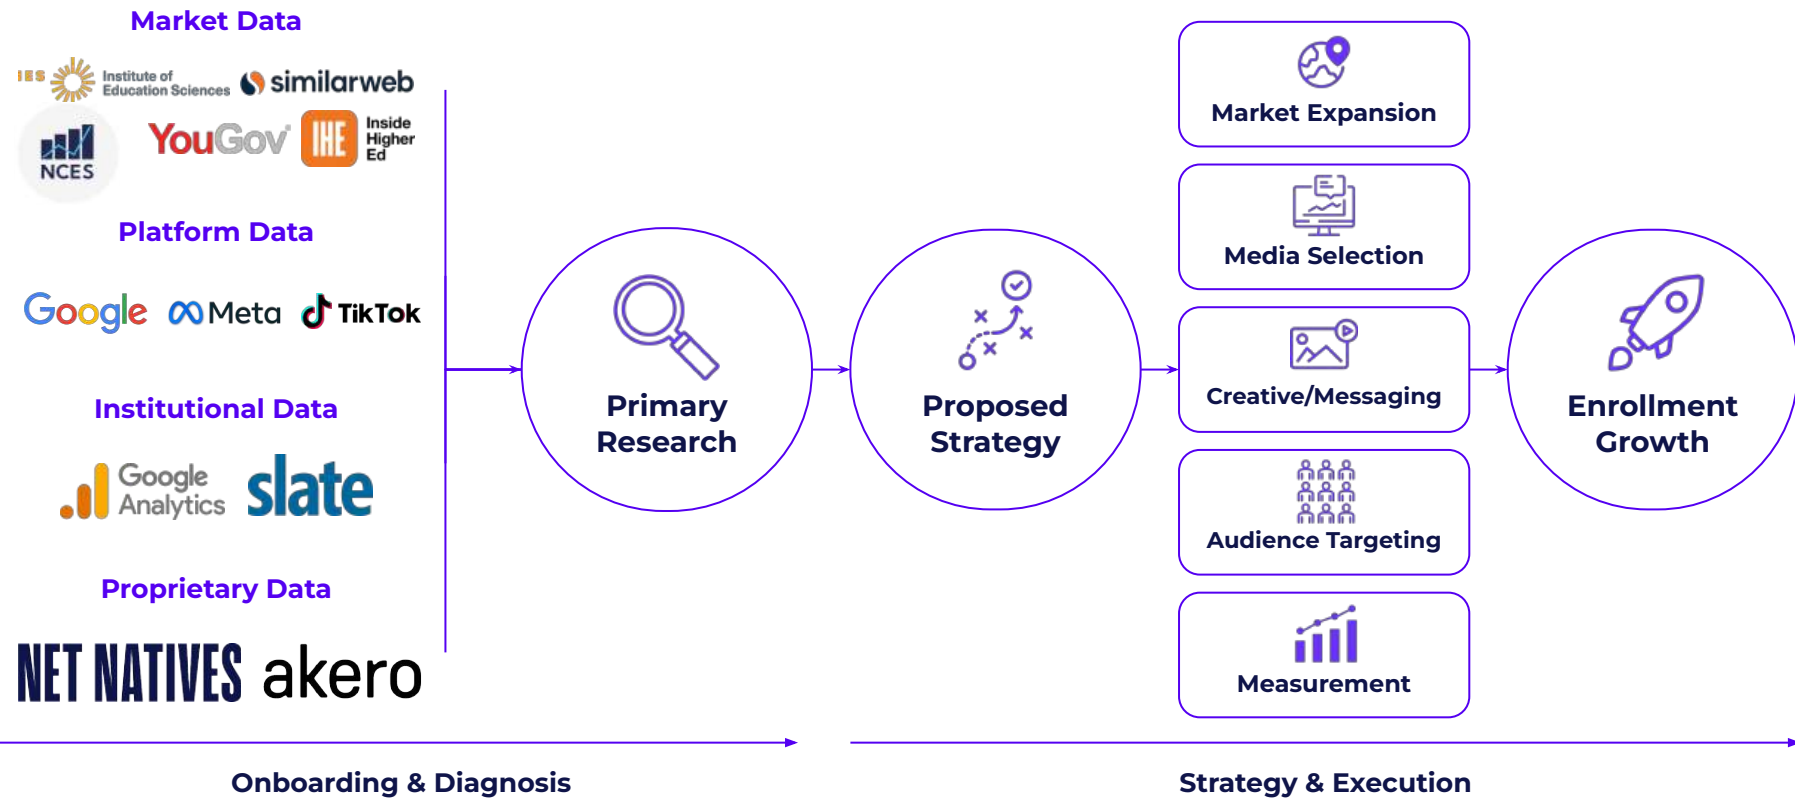 Market Data
IES
Institute of
Education Sciences
similarweb
NCES
YouGov
IHE
Inside
Higher
Ed
Platform Data
Google
Meta
TikTok
Institutional Data
Google
Analytics
slate
Proprietary Data
NET NATIVES
akero
Primary
Research
Proposed
Strategy
Market Expansion
Media Selection
Creative/Messaging
Audience Targeting
Measurement
Enrollment
Growth
Onboarding & Diagnosis
Strategy & Execution